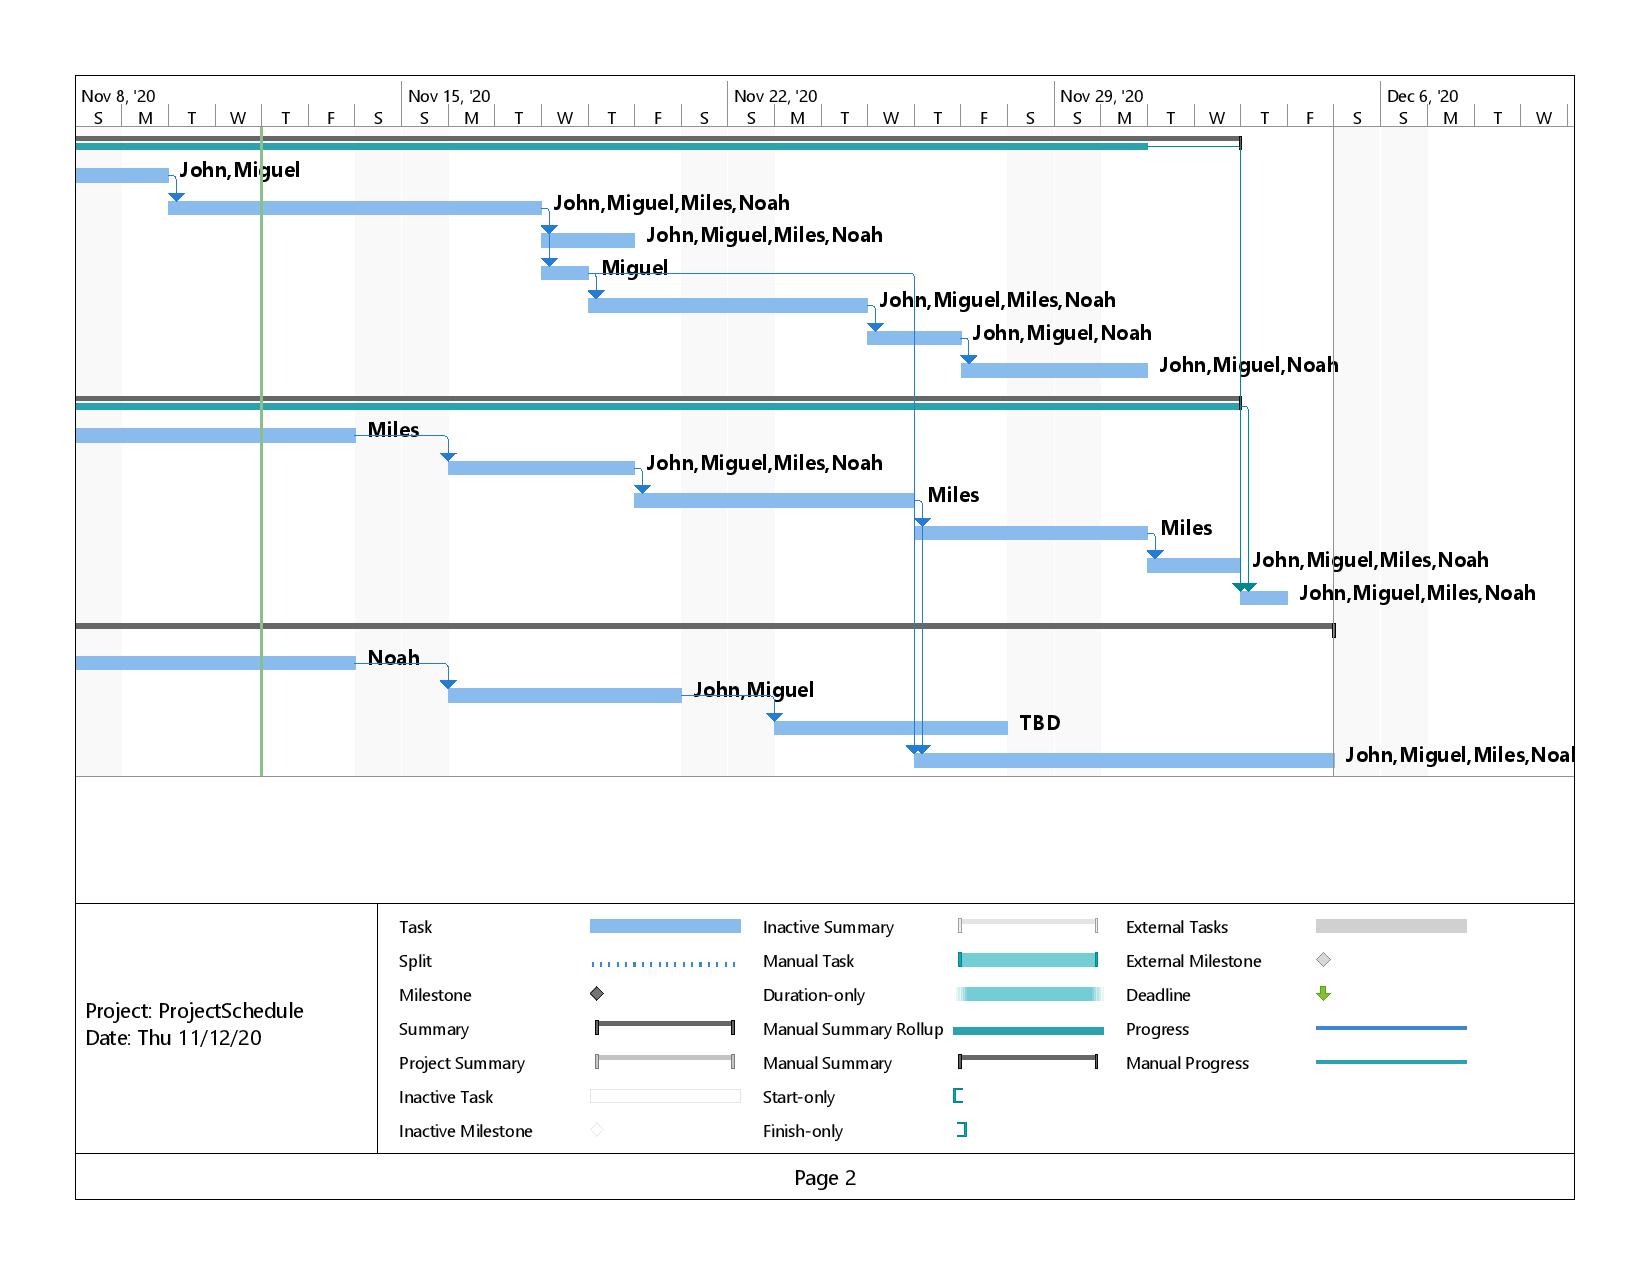 Nov 8, '20 Nov 15, '20 Nov 22, '20 Nov 29, '20 Dec 6, '20
S M T W T F S S M T W T F S S M T W T F S S M T W T F S S M T W
John,Miguel
John,Miguel,Miles,Noah
John,Miguel,Miles,Noah
Miguel
John,Miguel,Miles,Noah
John,Miguel,Noah
John,Miguel,Noah
Miles
John,Miguel,Miles,Noah
Miles
Miles
John,Miguel,Miles,Noah
John,Miguel,Miles,Noah
Noah
John,Miguel
TBD
John,Miguel,Miles,Noah
Project: ProjectSchedule
Date: Thu 11/12/20
Task Inactive Summary External Tasks
Split Manual Task External Milestone
Milestone Duration-only Deadline
Summary Manual Summary Rollup Progress
Project Summary Manual Summary Manual Progress
Inactive Task Start-only
Inactive Milestone Finish-only
Page 2